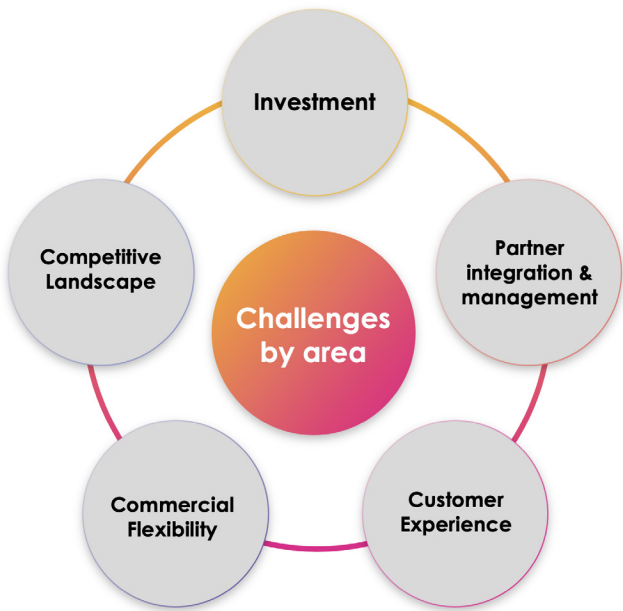 Investment
Partner
integration &
management
Customer
Experience
Commercial
Flexibility
Competitive
Landscape
Challenges
by area